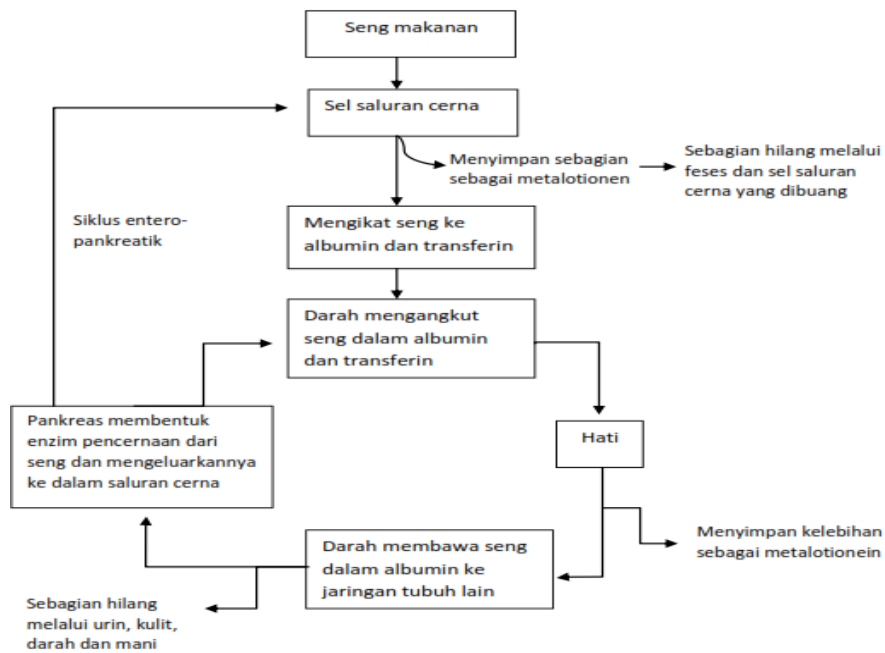 Seng makanan
Sel saluran cerna
Menyimpan sebagian
sebagai metalotionen
Sebagian hilang melalui
feses dan sel saluran
cerna yang dibuang
Siklus entero-
pankreatik
Mengikat seng ke
albumin dan transferin
Darah mengangkut
seng dalam albumin
dan transferin
Pankreas membentuk
enzim pencernaan dari
seng dan mengeluarkannya
ke dalam saluran cerna
Hati
Menyimpan kelebihan
sebagai metalotionein
Darah membawa seng
dalam albumin ke
jaringan tubuh lain
Sebagian hilang
melalui urin, kulit,
darah dan mani